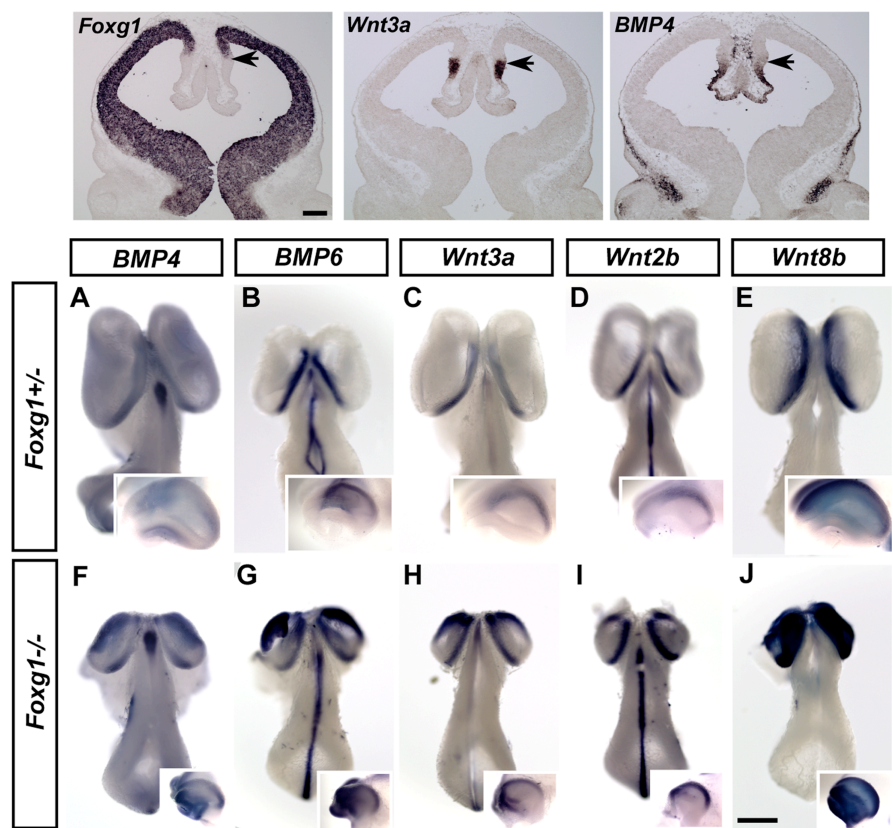 Foxg1 Wnt3a BMP4
BMP4 BMP6 Wnt3a Wnt2b Wnt8b
Foxg1+/-
A B C D E
Foxg1-/-
F G H I J